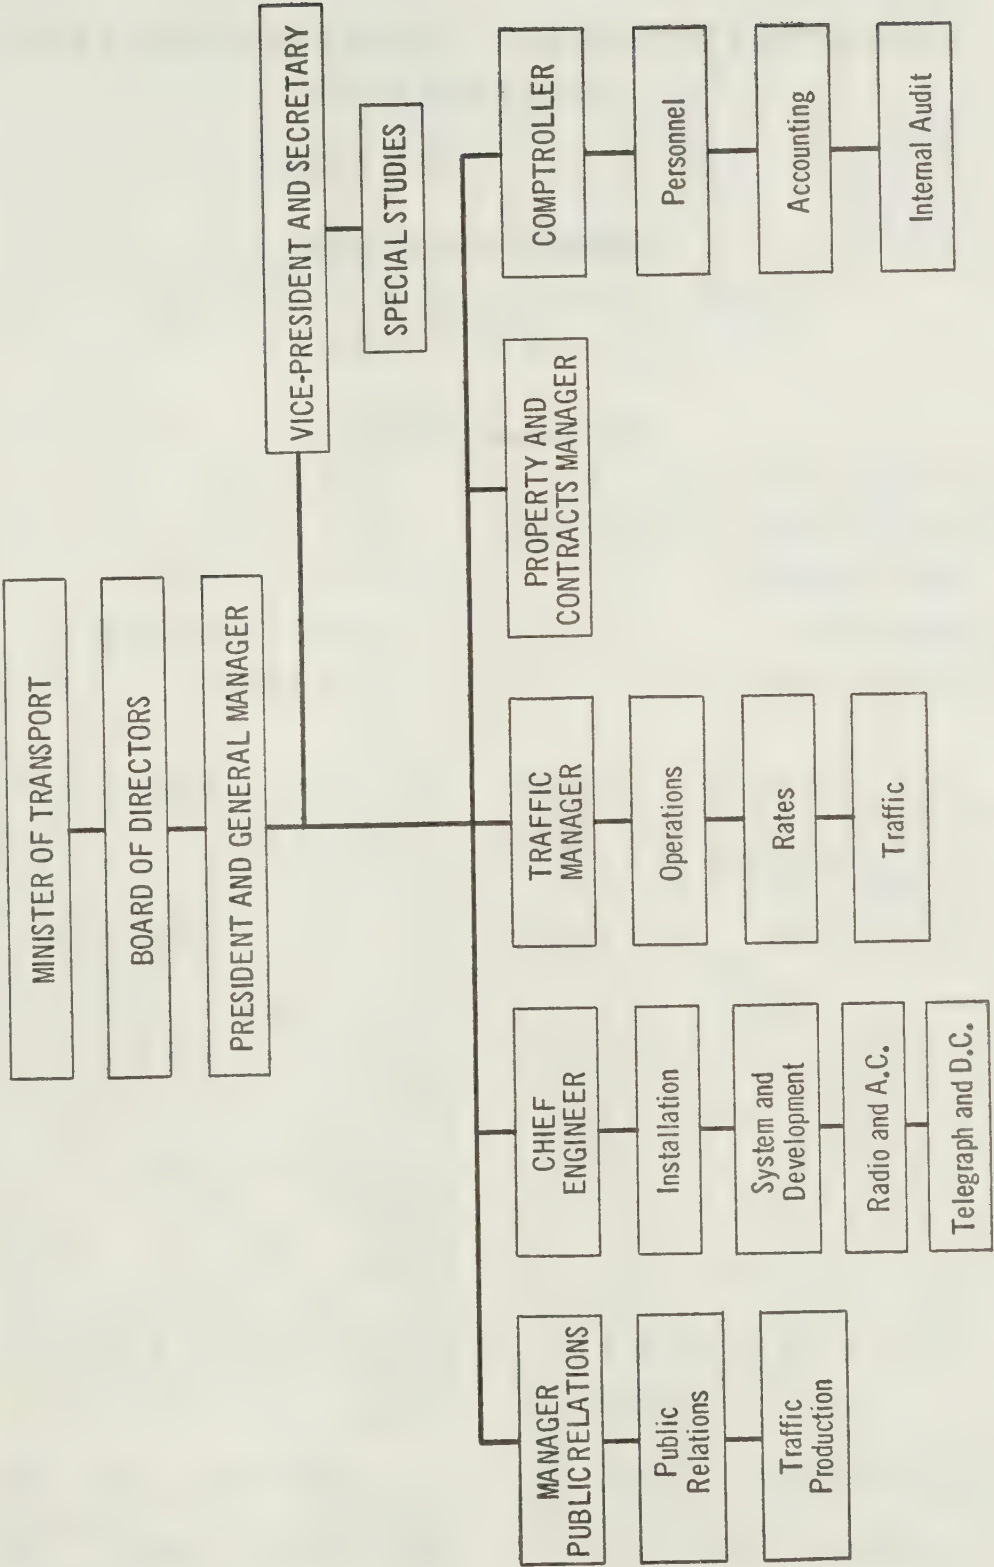 MINISTER OF TRANSPORT
BOARD OF DIRECTORS
PRESIDENT AND GENERAL MANAGER
VICE-PRESIDENT AND SECRETARY
SPECIAL STUDIES
MANAGER
PUBLIC RELATIONS
Public
Relations
Traffic
Production
CHIEF
ENGINEER
Installation
System and
Development
Radio and A.C.
Telegraph and D.C.
TRAFFIC
MANAGER
Operations
Rates
Traffic
PROPERTY AND
CONTRACTS MANAGER
COMPTROLLER
Personnel
Accounting
Internal Audit